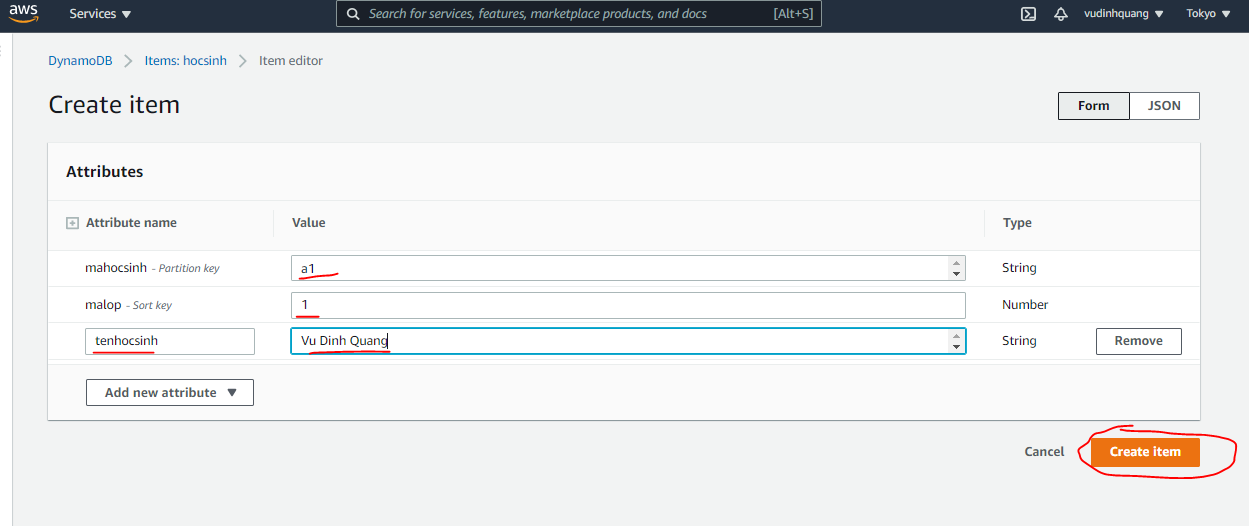 aws Services ▼ Search for services, features, marketplace products, and docs [Alt+S] vudinhquang ▼ Tokyo ▼
DynamoDB > Items: hocsinh > Item editor
Create item Form JSON
Attributes
Attribute name Value Type
mahocsinh - Partition key a1 String
malop - Sort key 1 Number
tenhocsinh Vu Dinh Quang String Remove
Add new attribute ▼
Cancel Create item